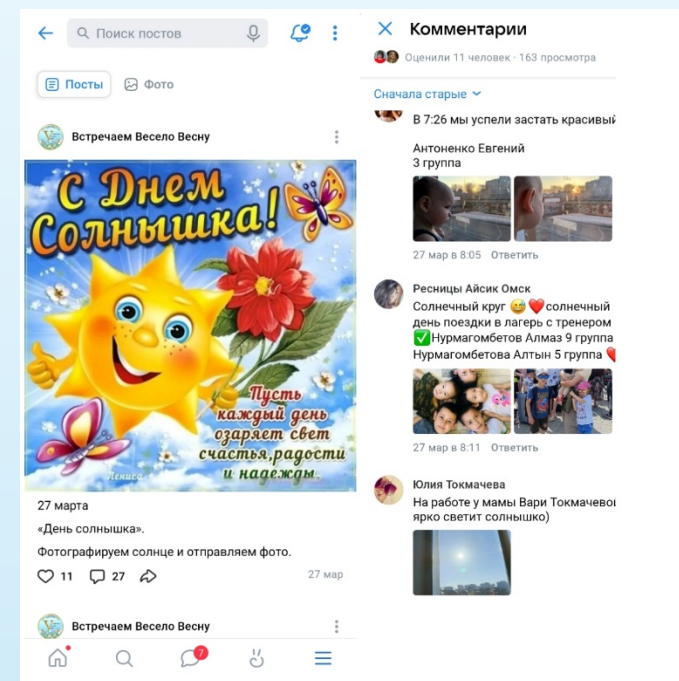 Поиск постов
Посты
Фото
Встречаем Весело Весну
С Днем
Солнышка!
Пусть
каждый день
озаряет свет
счастья, радости
и надежды.
Лениса
27 марта
«День солнышка».
Фотографируем солнце и отправляем фото.
11 27 27 мар
Встречаем Весело Весну
7
Комментарии
Оценили 11 человек · 163 просмотра
Сначала старые
В 7:26 мы успели застать красивый
Антоненко Евгений
3 группа
27 мар в 8:05 Ответить
Ресницы Айсик Омск
Солнечный круг 😅❤️солнечный
день поездки в лагерь с тренером
✅Нурмагомбетов Алмаз 9 группа
Нурмагомбетова Алтын 5 группа
27 мар в 8:11 Ответить
Юлия Токмачева
На работе у мамы Вари Токмачево
ярко светит солнышко)